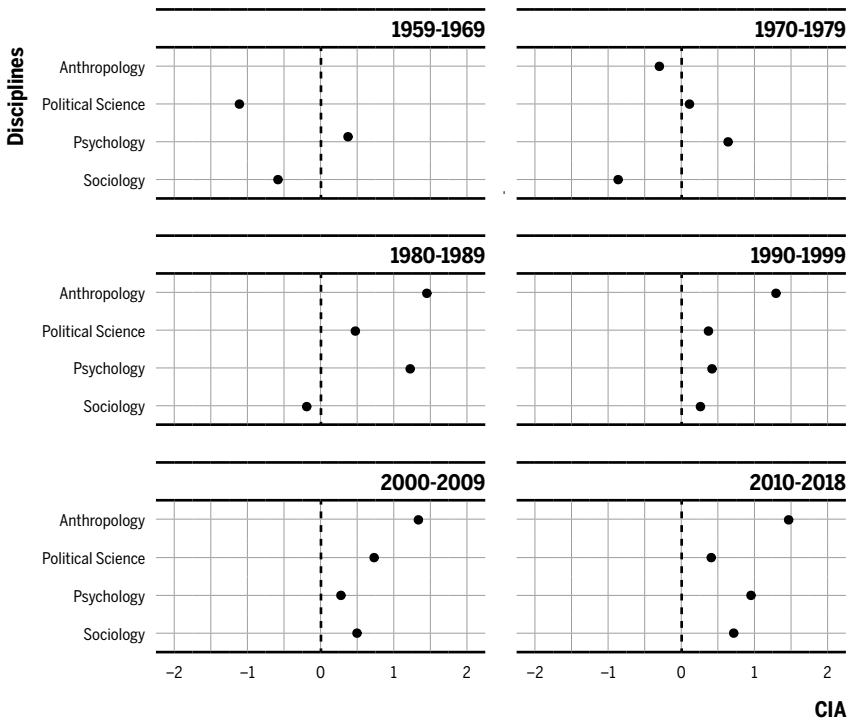 Disciplines
1959-1969
1970-1979
Anthropology
Political Science
Psychology
Sociology
1980-1989
1990-1999
Anthropology
Political Science
Psychology
Sociology
2000-2009
2010-2018
Anthropology
Political Science
Psychology
Sociology
−2 −1 0 1 2
−2 −1 0 1 2
CIA